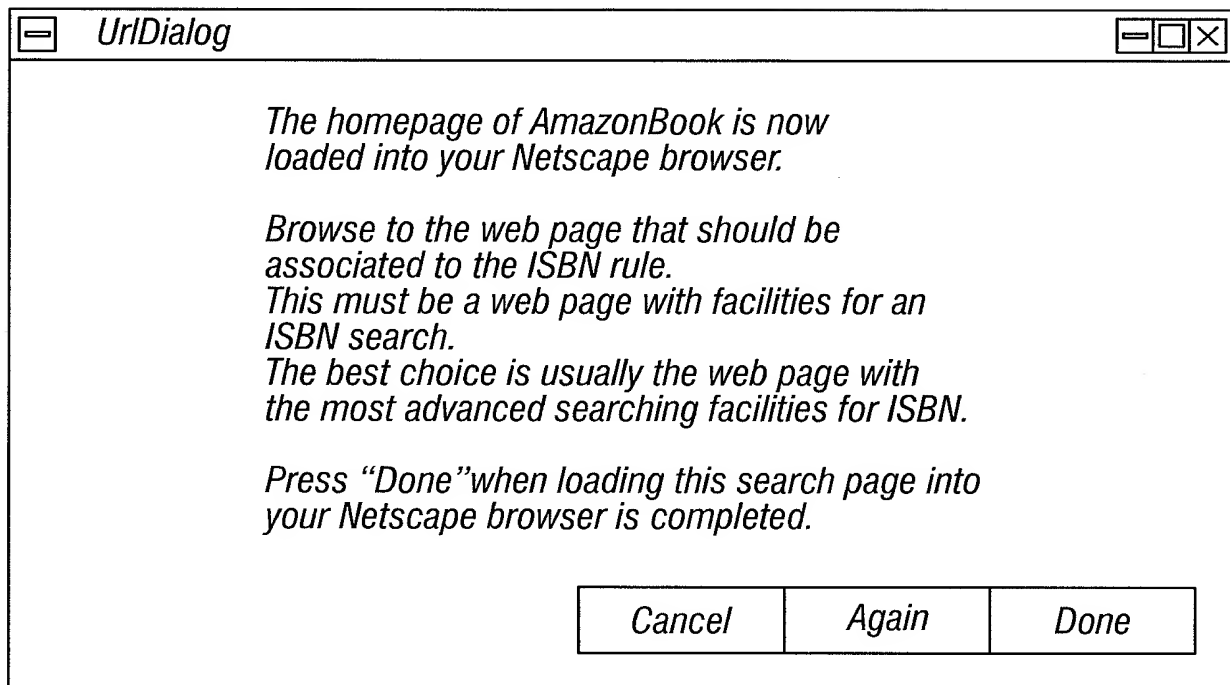 UrlDialog
The homepage of AmazonBook is now
loaded into your Netscape browser.
Browse to the web page that should be
associated to the ISBN rule.
This must be a web page with facilities for an
ISBN search.
The best choice is usually the web page with
the most advanced searching facilities for ISBN.
Press “Done”when loading this search page into
your Netscape browser is completed.
Cancel Again Done